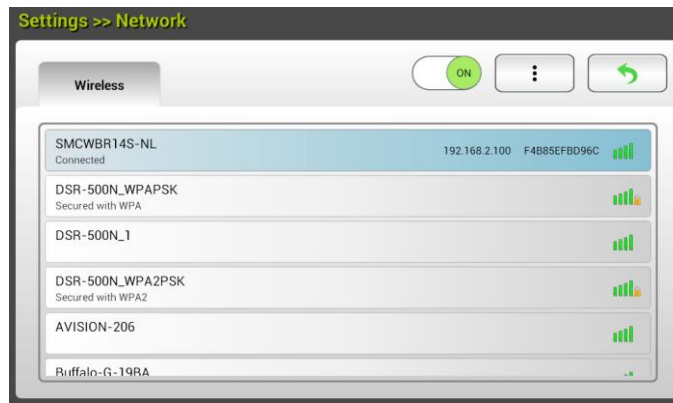 Settings >> Network
Wireless
ON
SMCWBR14S-NL
Connected
192.168.2.100 F4B85EFBD96C
DSR-500N_WPAPSK
Secured with WPA
DSR-500N_1
DSR-500N_WPA2PSK
Secured with WPA2
AVISION-206
Buffalo-G-19BA